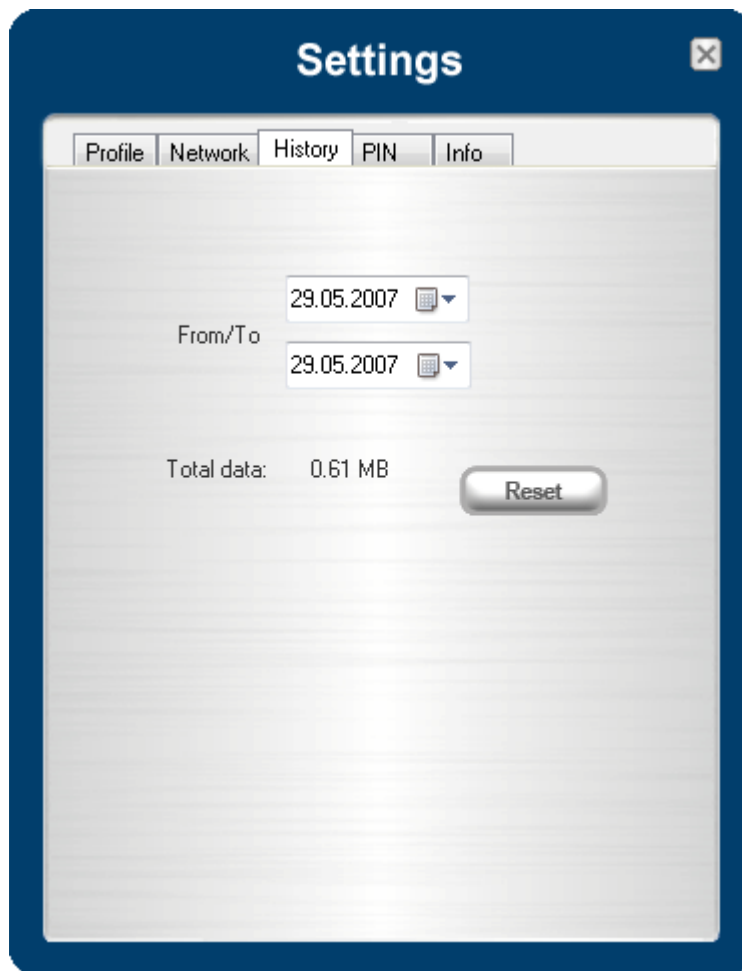 Settings
Profile Network History PIN Info
29.05.2007
From/To
29.05.2007
Total data: 0.61 MB
Reset